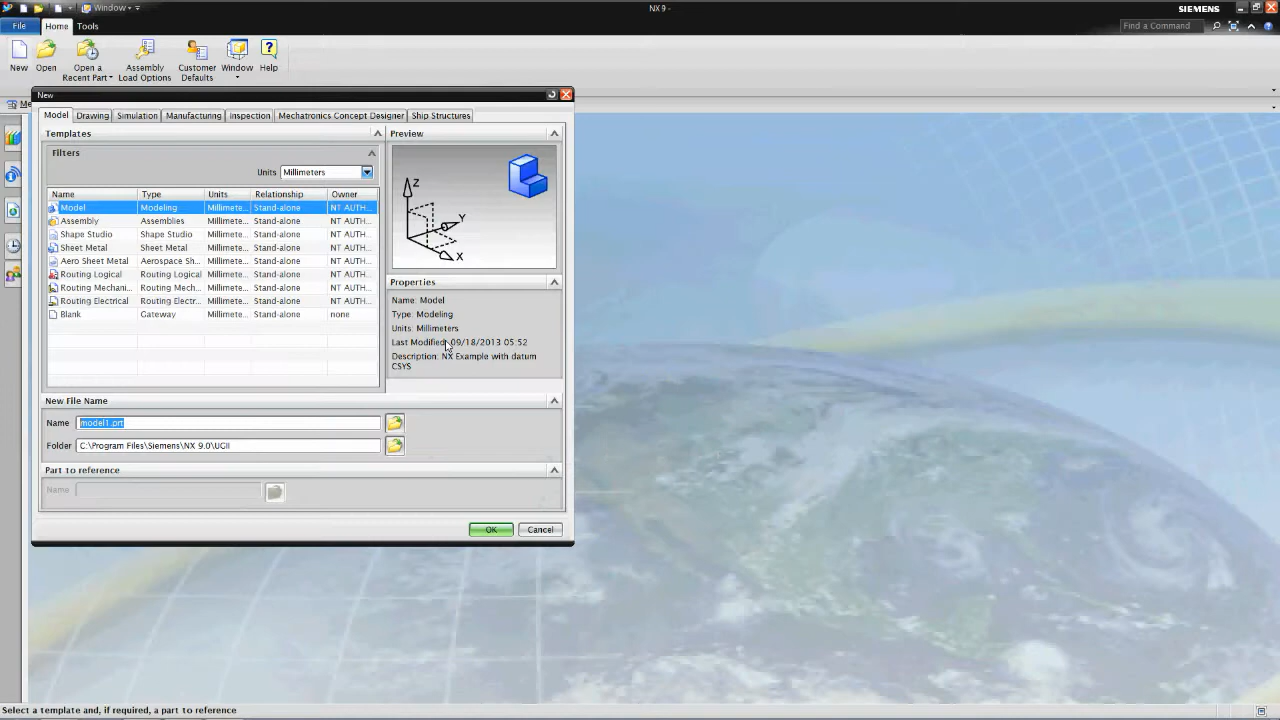 Window
NX 9 -
SIEMENS
File
Home
Tools
Find a Command
New
Open
Open a
Recent Part
Assembly
Load Options
Customer
Defaults
Window
Help
New
Model
Drawing
Simulation
Manufacturing
Inspection
Mechatronics Concept Designer
Ship Structures
Templates
Filters
Units
Millimeters
Name
Type
Units
Relationship
Owner
Model Modeling Millimete... Stand-alone NT AUTH...
Assembly Assemblies Millimete... Stand-alone NT AUTH...
Shape Studio Shape Studio Millimete... Stand-alone NT AUTH...
Sheet Metal Sheet Metal Millimete... Stand-alone NT AUTH...
Aero Sheet Metal Aerospace Sh... Millimete... Stand-alone NT AUTH...
Routing Logical Routing Logical Millimete... Stand-alone NT AUTH...
Routing Mechani... Routing Mecha... Millimete... Stand-alone NT AUTH...
Routing Electrical Routing Electr... Millimete... Stand-alone NT AUTH...
Blank Gateway Millimete... Stand-alone none
Preview
Z
Y
X
Properties
Name: Model
Type: Modeling
Units: Millimeters
Last Modified: 09/18/2013 05:52
Description: NX Example with datum
CSYS
New File Name
Name
model1.prt
Folder
C:\Program Files\Siemens\NX 9.0\UGII
Part to reference
Name
OK
Cancel
Select a template and, if required, a part to reference